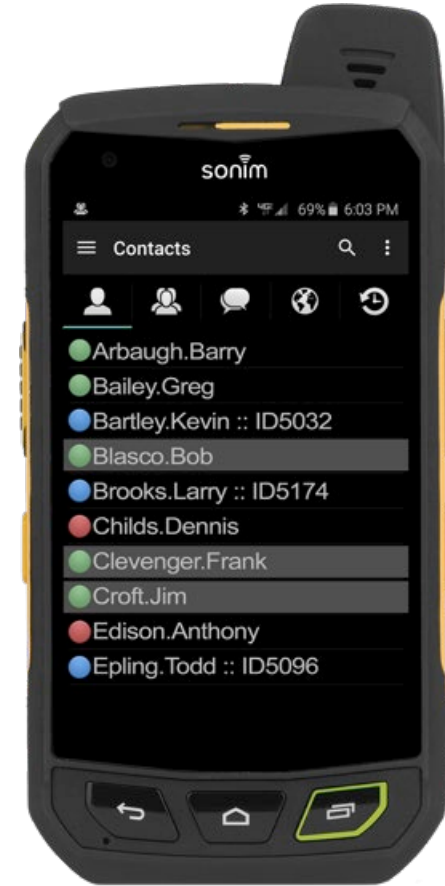 sonim
4GE 69% 6:03 PM
Contacts
Arbaugh.Barry
Bailey.Greg
Bartley.Kevin :: ID5032
Blasco.Bob
Brooks.Larry :: ID5174
Childs.Dennis
Clevenger.Frank
Croft.Jim
Edison.Anthony
Epling.Todd :: ID5096